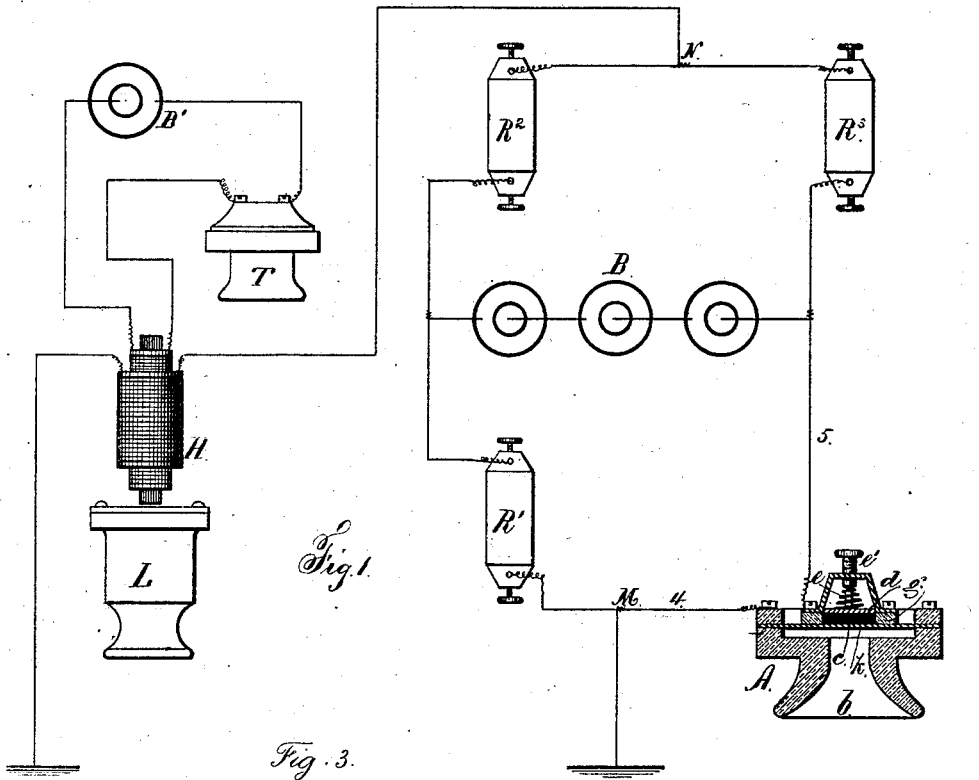 N.
B'
R²
R³
T
B
H
5.
R'
Fig. 1.
L
e'
e
d
g.
M.
4.
c.
k.
A.
b.
Fig. 3.